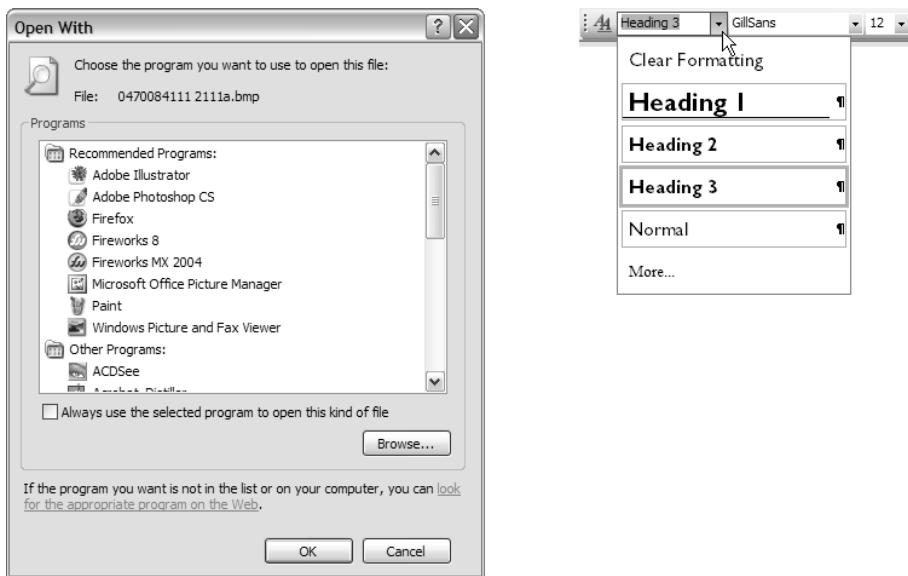 Open With
Choose the program you want to use to open this file:
File: 0470084111 2111a.bmp
Programs
Recommended Programs:
Adobe Illustrator
Adobe Photoshop CS
Firefox
Fireworks 8
Fireworks MX 2004
Microsoft Office Picture Manager
Paint
Windows Picture and Fax Viewer
Other Programs:
ACDSee
Always use the selected program to open this kind of file
Browse...
If the program you want is not in the list or on your computer, you can look
for the appropriate program on the Web.
OK Cancel
Heading 3 GillSans 12
Clear Formatting
Heading 1 ¶
Heading 2 ¶
Heading 3 ¶
Normal ¶
More...